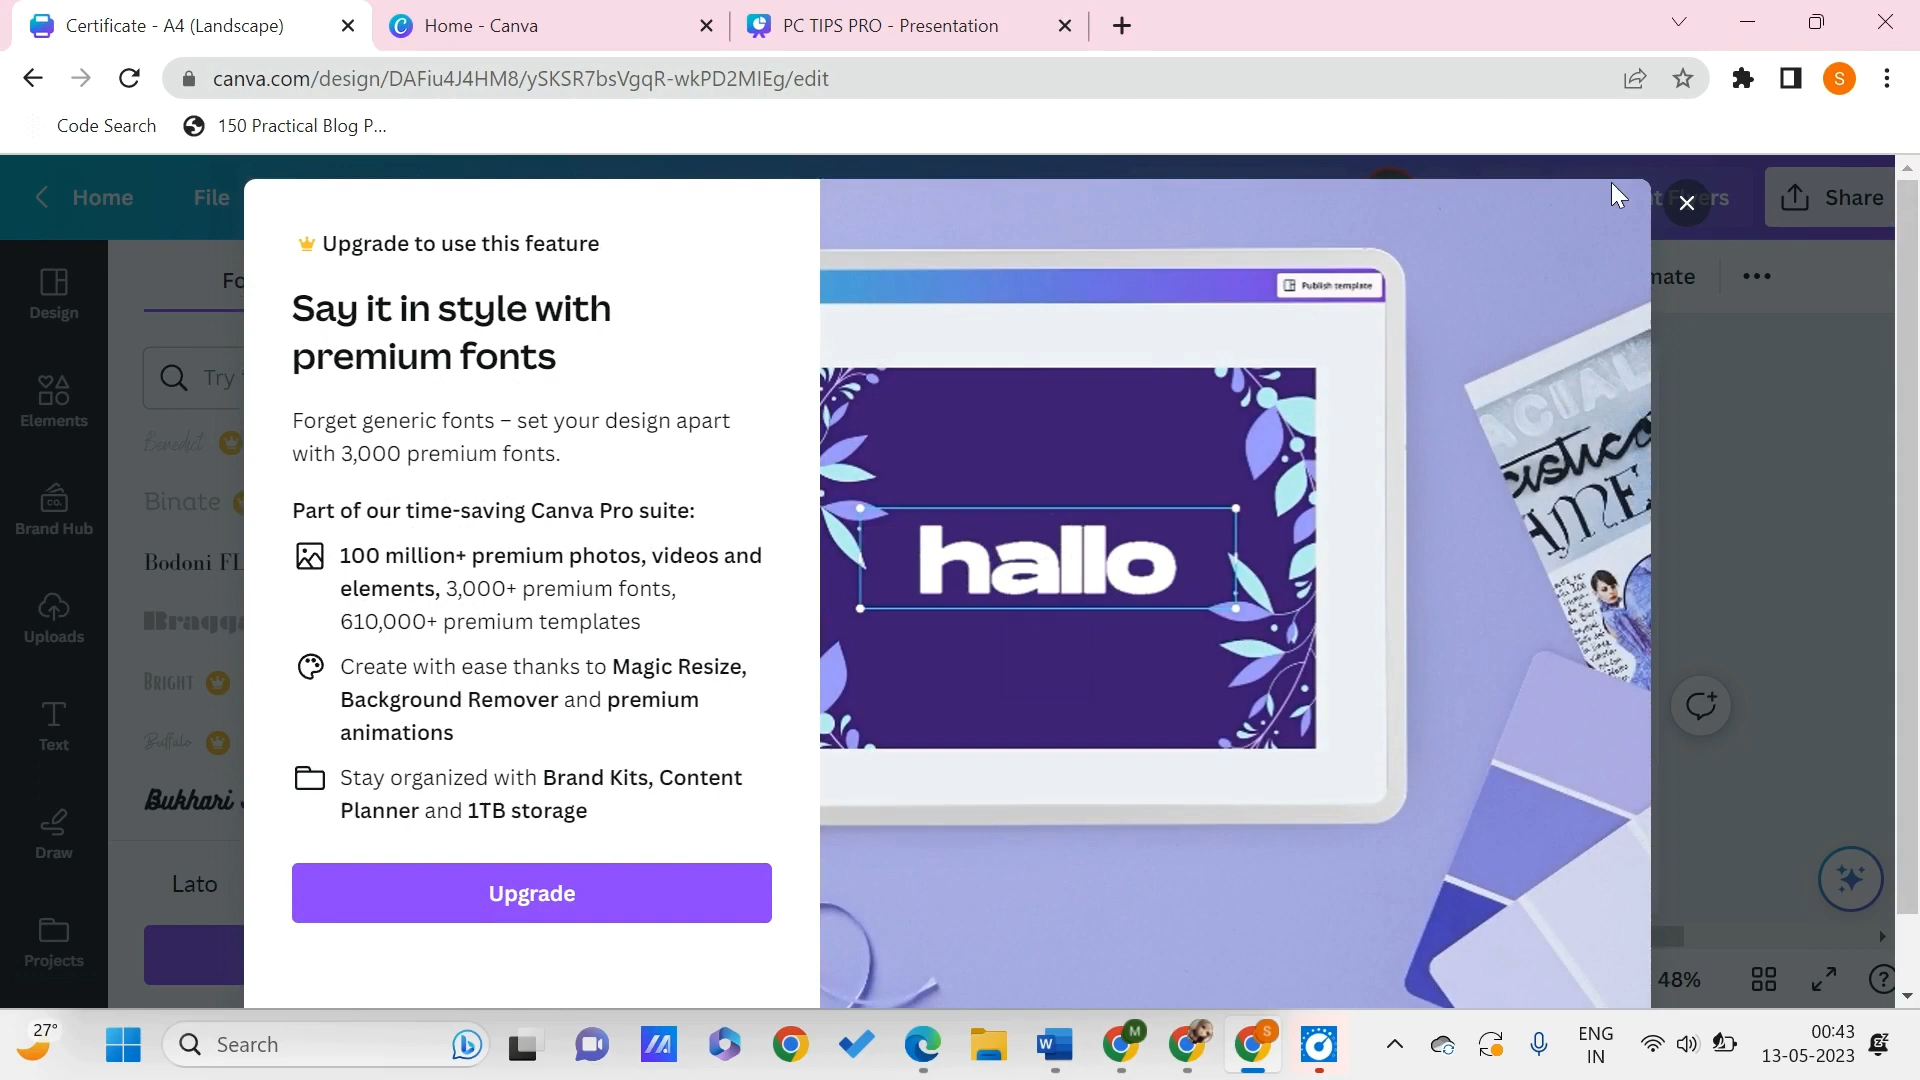 Certificate - A4 (Landscape)
Home - Canva
PC TIPS PRO - Presentation
canva.com/design/DAFiu4J4HM8/ySKSR7bsVgqR-wkPD2MIEg/edit
S
Code Search
150 Practical Blog P...
Home
File
Share
Upgrade to use this feature
Say it in style with
premium fonts
Forget generic fonts – set your design apart
with 3,000 premium fonts.
Part of our time-saving Canva Pro suite:
100 million+ premium photos, videos and
elements, 3,000+ premium fonts,
610,000+ premium templates
Create with ease thanks to Magic Resize,
Background Remover and premium
animations
Stay organized with Brand Kits, Content
Planner and 1TB storage
Upgrade
Publish template
hallo
Design
Elements
Brand Hub
Uploads
Text
Draw
Projects
Try
Benedict
Binate
Bodoni FL
Bragga
BRIGHT
Buffalo
Bukhari
Lato
48%
27°
Search
ENG
IN
00:43
13-05-2023